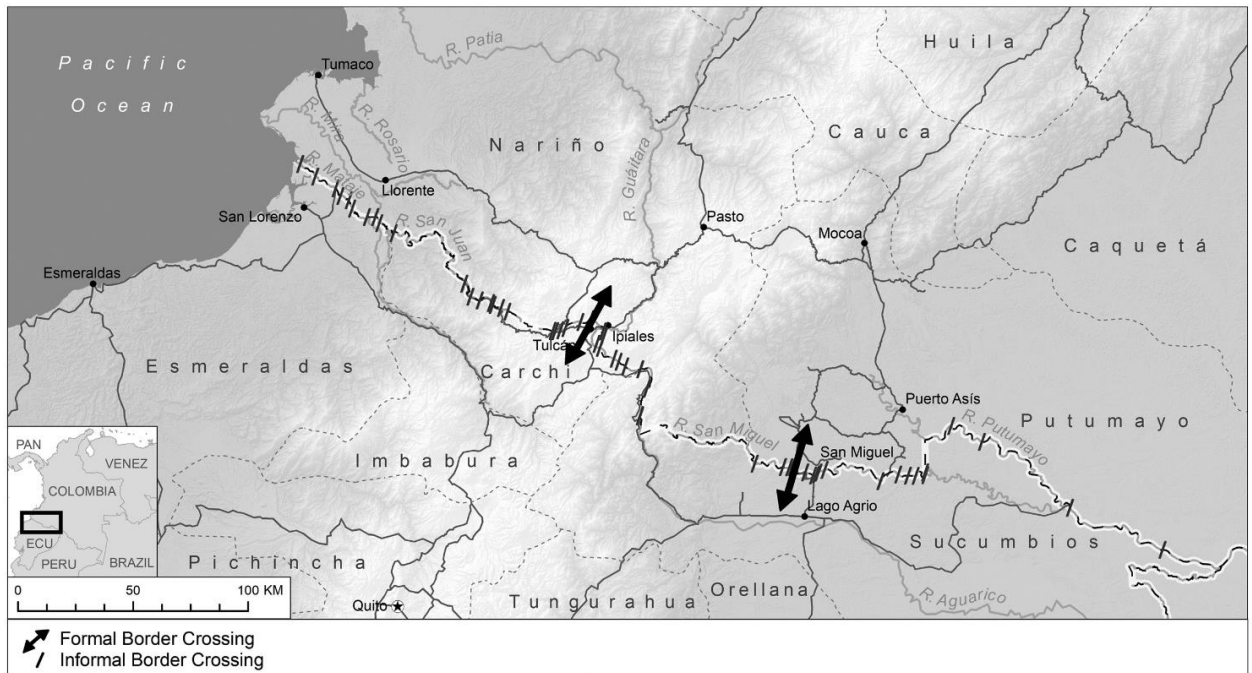 Pacific
Ocean
Tumaco
R. Patia
Huila
R. Mira
R. Rosario
Nariño
Cauca
R. Guáitara
R. Mataje
Llorente
San Lorenzo
R. San Juan
Pasto
Mocoa
Caquetá
Esmeraldas
Ipiales
Tulcán
Esmeraldas
Carchi
Puerto Asís
R. Putumayo
Putumayo
R. San Miguel
San Miguel
Imbabura
Lago Agrio
Sucumbios
Pichincha
Orellana
Tungurahua
R. Aguarico
Quito
PAN
VENEZ
COLOMBIA
ECU
PERU
BRAZIL
0 50 100 KM
Formal Border Crossing
Informal Border Crossing